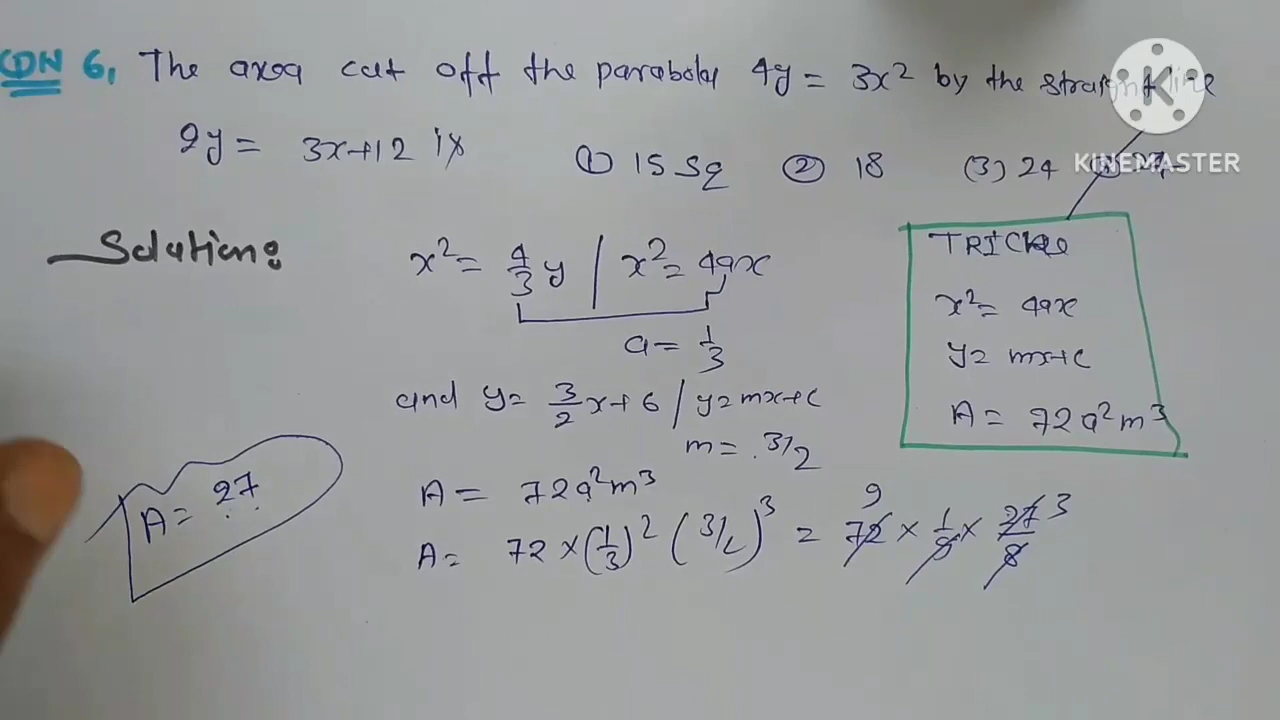 QN 6, The area cut off the parabola 4y = 3x² by the straight line
2y = 3x+12 is ① 15 sq ② 18 (3) 24
KINEMASTER
Solution:
x² = 4/3 y | x² = 4ax
a = 1/3
and y = 3/2 x + 6 / y = mx+c
m = 3/2
A = 72a²m³
A = 72 × (1/3)² (3/2)³ = 72 × 1/9 × 27/8
9 3
A = 27
TRICK
x² = 4ax
y = mx+c
A = 72a²m³